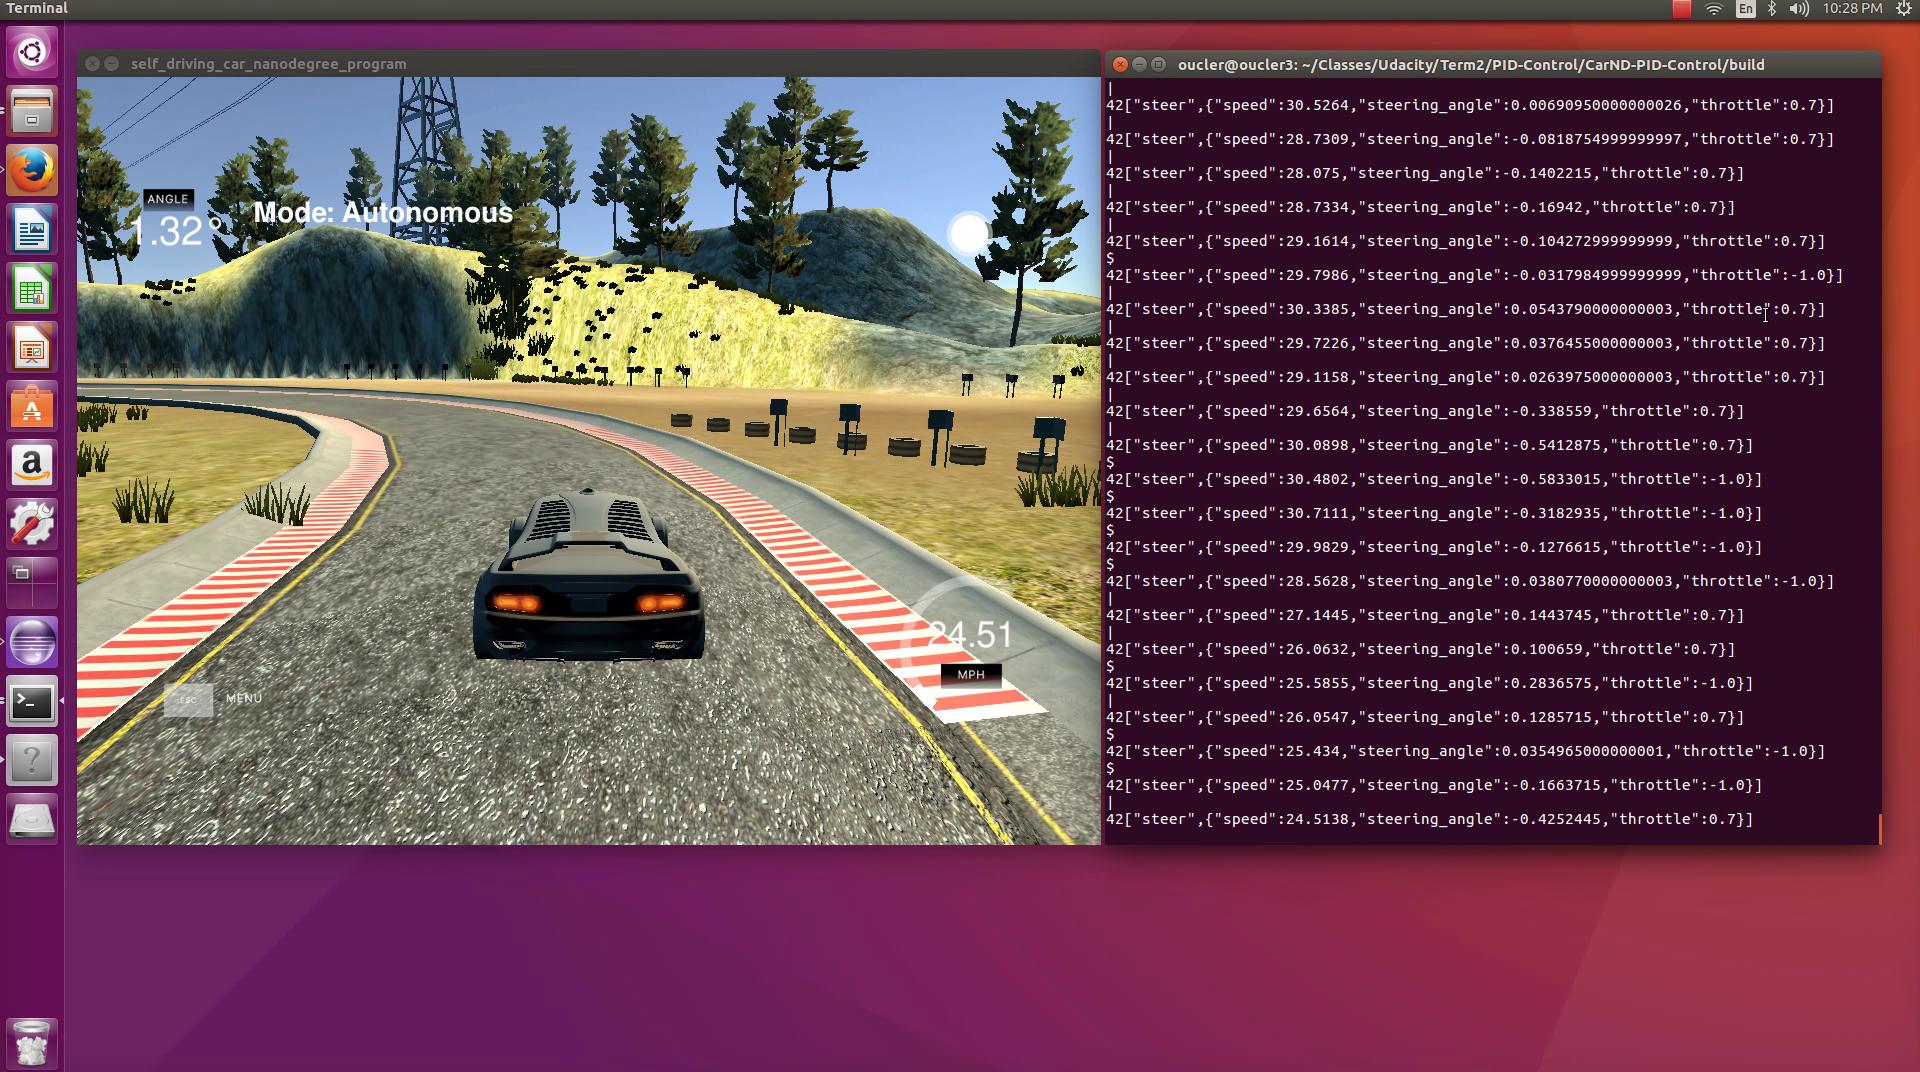 Terminal
En
10:28 PM
self_driving_car_nanodegree_program
ANGLE
1.32°
Mode: Autonomous
24.51
MPH
ESC
MENU
oucler@oucler3: ~/Classes/Udacity/Term2/PID-Control/CarND-PID-Control/build
|
42["steer",{"speed":30.5264,"steering_angle":0.00690950000000026,"throttle":0.7}]
|
42["steer",{"speed":28.7309,"steering_angle":-0.0818754999999997,"throttle":0.7}]
|
42["steer",{"speed":28.075,"steering_angle":-0.1402215,"throttle":0.7}]
|
42["steer",{"speed":28.7334,"steering_angle":-0.16942,"throttle":0.7}]
|
42["steer",{"speed":29.1614,"steering_angle":-0.104272999999999,"throttle":0.7}]
$
42["steer",{"speed":29.7986,"steering_angle":-0.0317984999999999,"throttle":-1.0}]
|
42["steer",{"speed":30.3385,"steering_angle":0.0543790000000003,"throttle":0.7}]
|
42["steer",{"speed":29.7226,"steering_angle":0.0376455000000003,"throttle":0.7}]
|
42["steer",{"speed":29.1158,"steering_angle":0.0263975000000003,"throttle":0.7}]
|
42["steer",{"speed":29.6564,"steering_angle":-0.338559,"throttle":0.7}]
|
42["steer",{"speed":30.0898,"steering_angle":-0.5412875,"throttle":0.7}]
$
42["steer",{"speed":30.4802,"steering_angle":-0.5833015,"throttle":-1.0}]
$
42["steer",{"speed":30.7111,"steering_angle":-0.3182935,"throttle":-1.0}]
$
42["steer",{"speed":29.9829,"steering_angle":-0.1276615,"throttle":-1.0}]
$
42["steer",{"speed":28.5628,"steering_angle":0.0380770000000003,"throttle":-1.0}]
|
42["steer",{"speed":27.1445,"steering_angle":0.1443745,"throttle":0.7}]
|
42["steer",{"speed":26.0632,"steering_angle":0.100659,"throttle":0.7}]
$
42["steer",{"speed":25.5855,"steering_angle":0.2836575,"throttle":-1.0}]
|
42["steer",{"speed":26.0547,"steering_angle":0.1285715,"throttle":0.7}]
$
42["steer",{"speed":25.434,"steering_angle":0.0354965000000001,"throttle":-1.0}]
$
42["steer",{"speed":25.0477,"steering_angle":-0.1663715,"throttle":-1.0}]
|
42["steer",{"speed":24.5138,"steering_angle":-0.4252445,"throttle":0.7}]